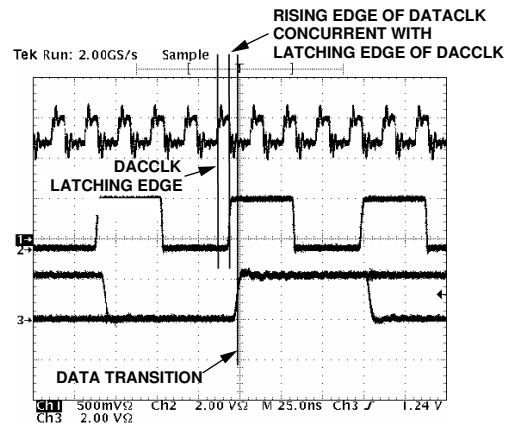 RISING EDGE OF DATACLK
CONCURRENT WITH
LATCHING EDGE OF DACCLK
Tek Run: 2.00GS/s Sample
DACCLK
LATCHING EDGE
1→
2→
3→
DATA TRANSITION
Ch1 500mVΩ Ch2 2.00 VΩ M 25.0ns Ch3 ∫ 1.24 V
Ch3 2.00 VΩ